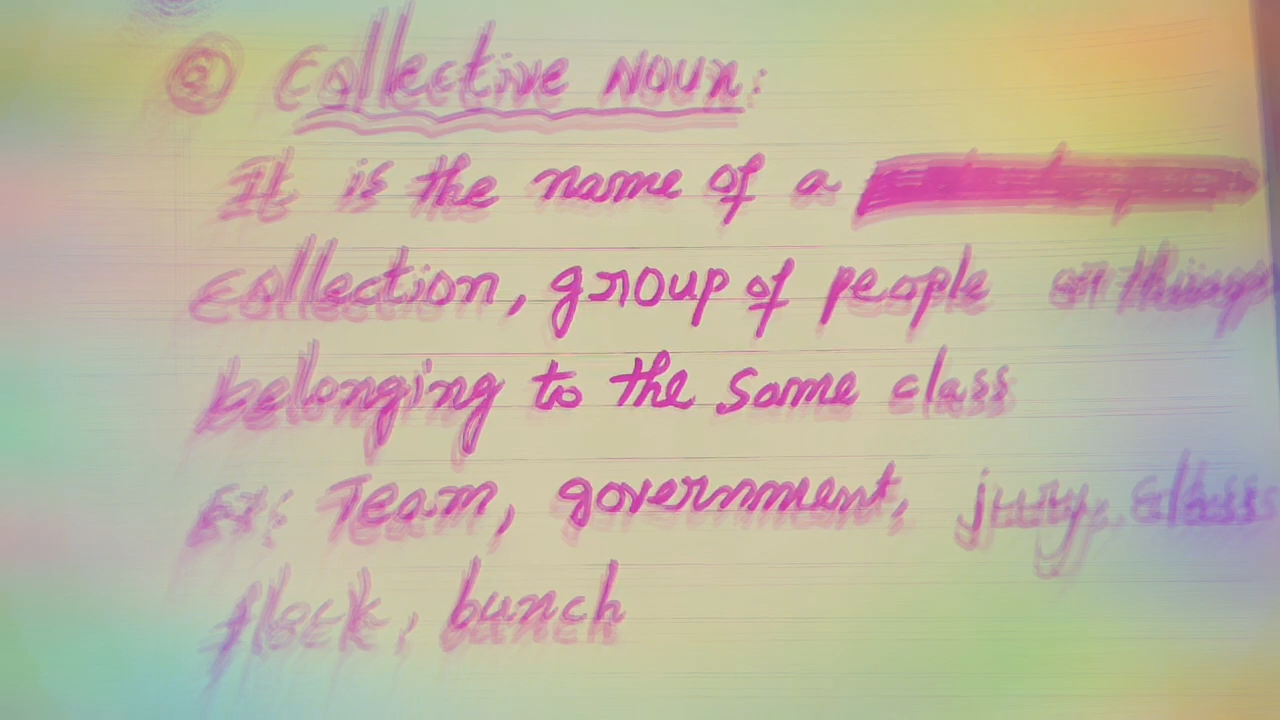 Collective Noun:
It is the name of a
collection, group of people or things
belonging to the same class
Ex: Team, government, jury, class
flock, bunch